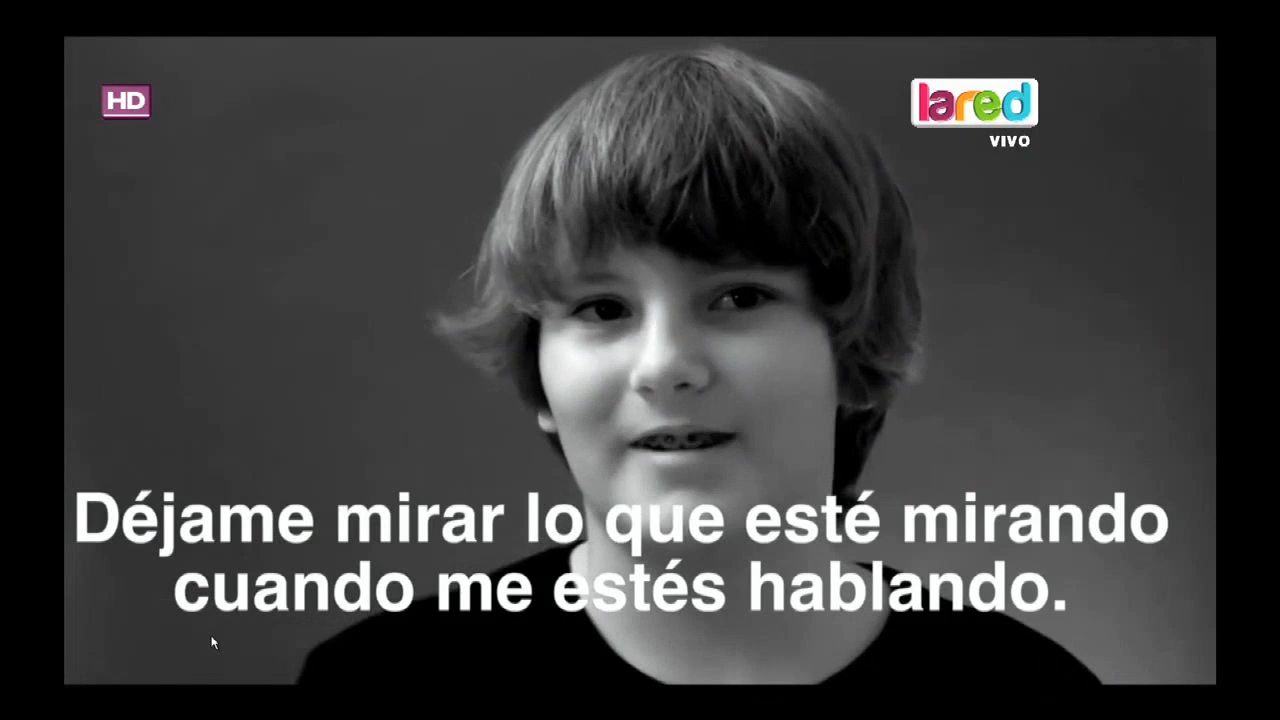 HD
lared
VIVO
Déjame mirar lo que esté mirando
cuando me estés hablando.